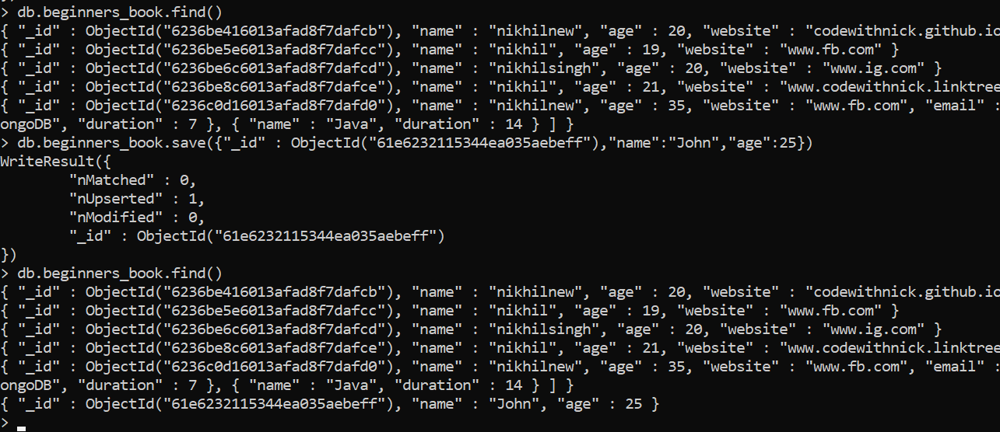 > db.beginners_book.find()
{ "_id" : ObjectId("6236be416013afad8f7dafcb"), "name" : "nikhilnew", "age" : 20, "website" : "codewithnick.github.io
{ "_id" : ObjectId("6236be5e6013afad8f7dafcc"), "name" : "nikhil", "age" : 19, "website" : "www.fb.com" }
{ "_id" : ObjectId("6236be6c6013afad8f7dafcd"), "name" : "nikhilsingh", "age" : 20, "website" : "www.ig.com" }
{ "_id" : ObjectId("6236be8c6013afad8f7dafce"), "name" : "nikhil", "age" : 21, "website" : "www.codewithnick.linktree
{ "_id" : ObjectId("6236c0d16013afad8f7dafd0"), "name" : "nikhilnew", "age" : 35, "website" : "www.fb.com", "email" :
ongoDB", "duration" : 7 }, { "name" : "Java", "duration" : 14 } ] }
> db.beginners_book.save({"_id" : ObjectId("61e6232115344ea035aebeff"),"name":"John","age":25})
WriteResult({
        "nMatched" : 0,
        "nUpserted" : 1,
        "nModified" : 0,
        "_id" : ObjectId("61e6232115344ea035aebeff")
})
> db.beginners_book.find()
{ "_id" : ObjectId("6236be416013afad8f7dafcb"), "name" : "nikhilnew", "age" : 20, "website" : "codewithnick.github.io
{ "_id" : ObjectId("6236be5e6013afad8f7dafcc"), "name" : "nikhil", "age" : 19, "website" : "www.fb.com" }
{ "_id" : ObjectId("6236be6c6013afad8f7dafcd"), "name" : "nikhilsingh", "age" : 20, "website" : "www.ig.com" }
{ "_id" : ObjectId("6236be8c6013afad8f7dafce"), "name" : "nikhil", "age" : 21, "website" : "www.codewithnick.linktree
{ "_id" : ObjectId("6236c0d16013afad8f7dafd0"), "name" : "nikhilnew", "age" : 35, "website" : "www.fb.com", "email" :
ongoDB", "duration" : 7 }, { "name" : "Java", "duration" : 14 } ] }
{ "_id" : ObjectId("61e6232115344ea035aebeff"), "name" : "John", "age" : 25 }
>